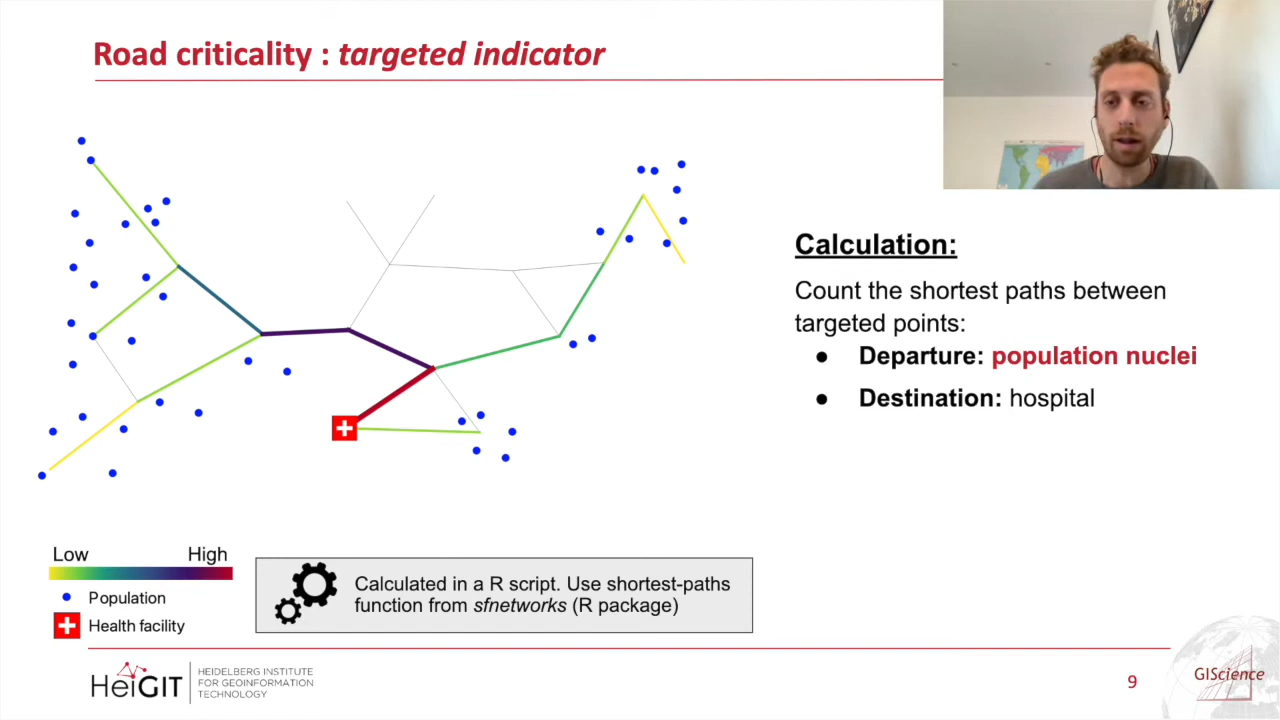 Road criticality : targeted indicator
Calculation:
Count the shortest paths between
targeted points:
● Departure: population nuclei
● Destination: hospital
Low High
Population
Health facility
Calculated in a R script. Use shortest-paths
function from sfnetworks (R package)
HeiGIT
HEIDELBERG INSTITUTE
FOR GEOINFORMATION
TECHNOLOGY
9
GIScience